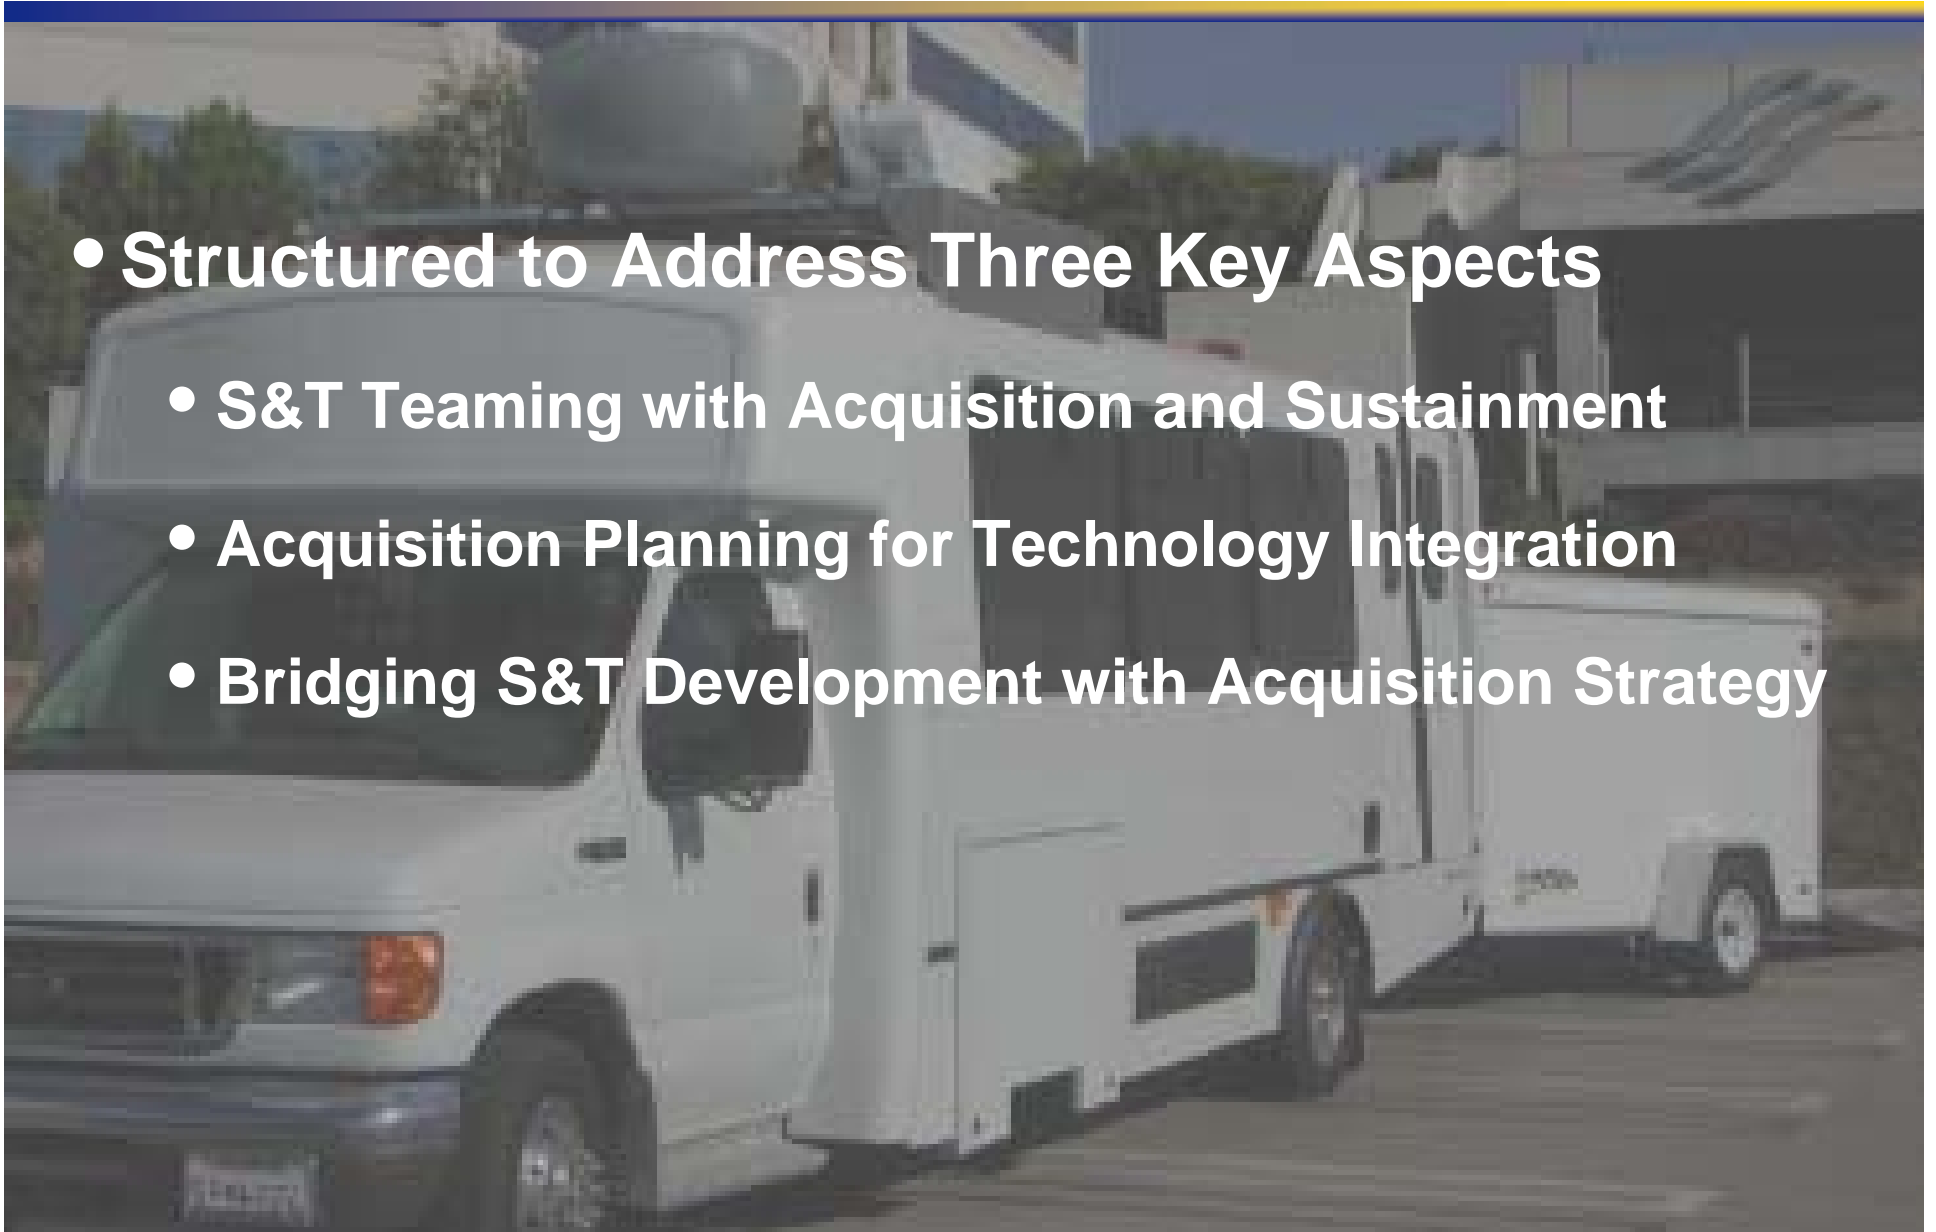 • Structured to Address Three Key Aspects
• S&T Teaming with Acquisition and Sustainment
• Acquisition Planning for Technology Integration
• Bridging S&T Development with Acquisition Strategy